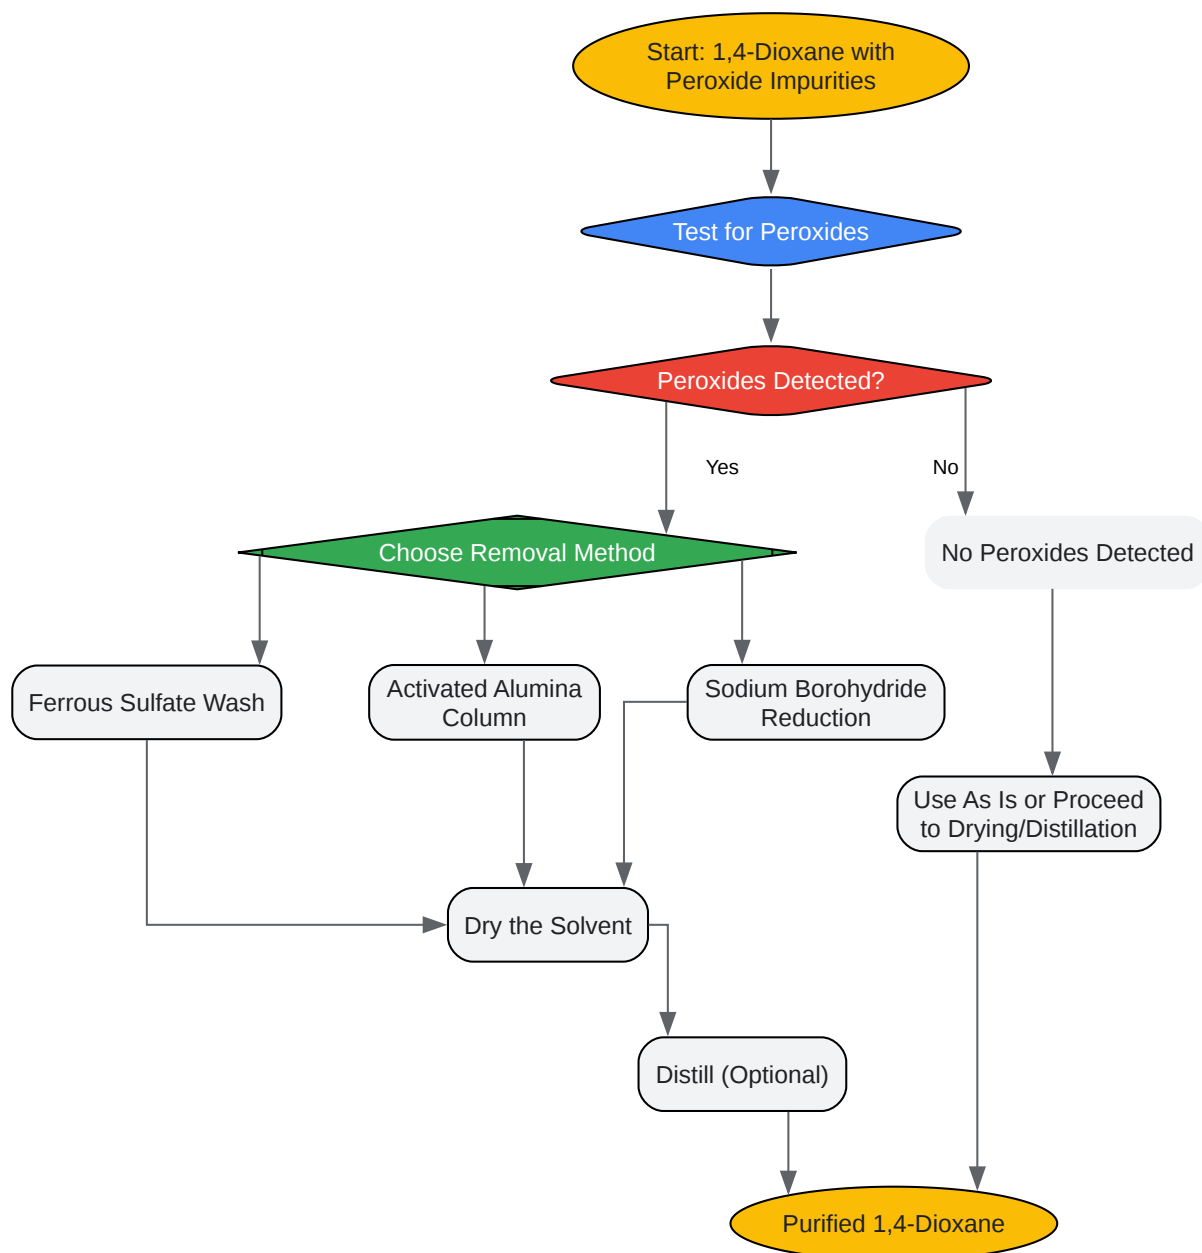 Start: 1,4-Dioxane with
Peroxide Impurities
Test for Peroxides
Peroxides Detected?
Yes
No
Choose Removal Method
No Peroxides Detected
Ferrous Sulfate Wash
Activated Alumina
Column
Sodium Borohydride
Reduction
Use As Is or Proceed
to Drying/Distillation
Dry the Solvent
Distill (Optional)
Purified 1,4-Dioxane